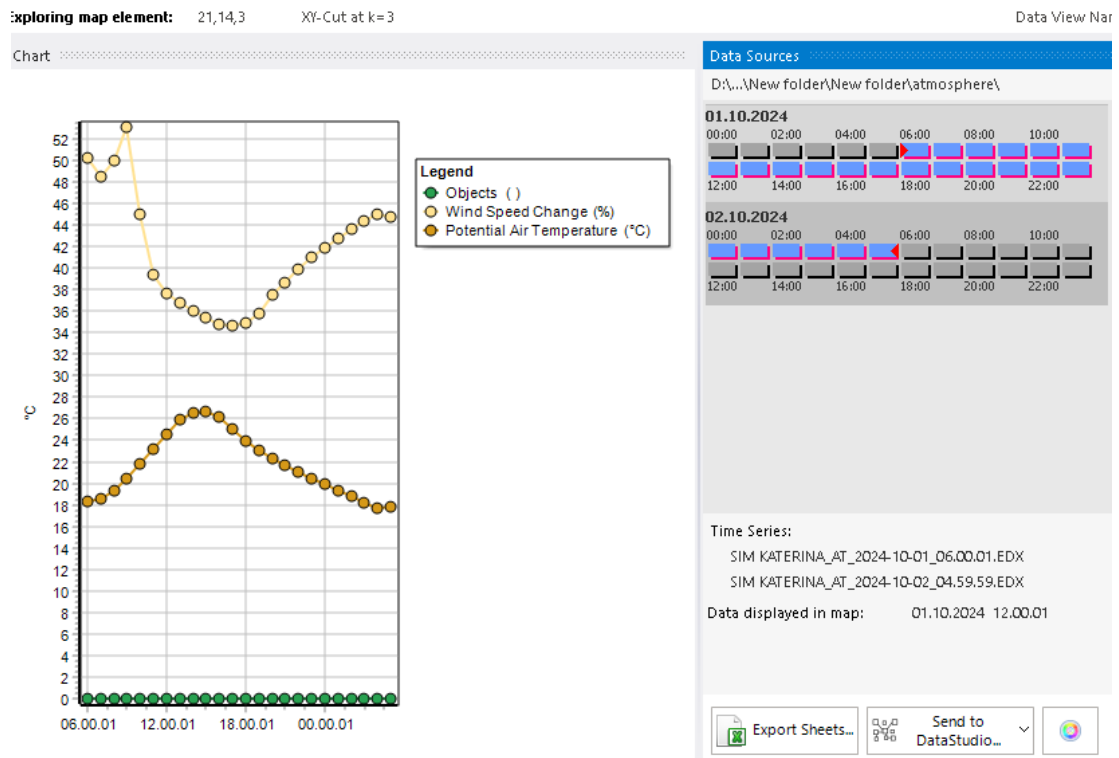 Exploring map element: 21,14,3 XY-Cut at k=3 Data View Nar
Chart
Data Sources
D:\...\New folder\New folder\atmosphere\
01.10.2024
00:00 02:00 04:00 06:00 08:00 10:00
12:00 14:00 16:00 18:00 20:00 22:00
02.10.2024
00:00 02:00 04:00 06:00 08:00 10:00
12:00 14:00 16:00 18:00 20:00 22:00
52
50
48
46
44
42
40
38
36
34
32
30
28
26
24
22
20
18
16
14
12
10
8
6
4
2
0
°C
06.00.01 12.00.01 18.00.01 00.00.01
Legend
Objects ( )
Wind Speed Change (%)
Potential Air Temperature (°C)
Time Series:
SIM KATERINA_AT_2024-10-01_06.00.01.EDX
SIM KATERINA_AT_2024-10-02_04.59.59.EDX
Data displayed in map: 01.10.2024 12.00.01
Export Sheets...
Send to
DataStudio...